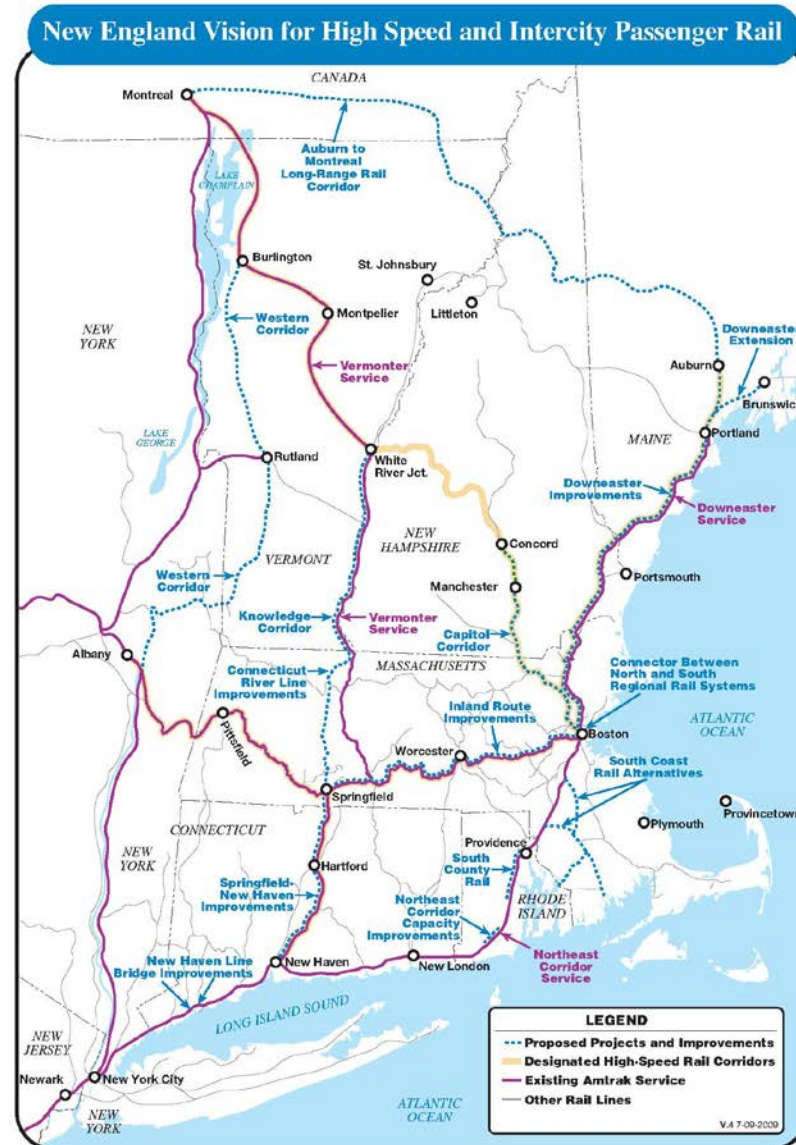 New England Vision for High Speed and Intercity Passenger Rail
CANADA
Montreal
Auburn to
Montreal
Long-Range Rail
Corridor
LAKE
CHAMPLAIN
Burlington
St. Johnsbury
Western
Corridor
Montpelier
Littleton
NEW
YORK
Vermonter
Service
Downeaster
Extension
Auburn
Brunswick
LAKE
GEORGE
MAINE
Portland
Rutland
White
River Jct.
Downeaster
Improvements
Downeaster
Service
NEW
HAMPSHIRE
Concord
VERMONT
Western
Corridor
Manchester
Portsmouth
Knowledge
Corridor
Vermonter
Service
Capitol
Corridor
Albany
Connecticut
River Line
Improvements
MASSACHUSETTS
Connector Between
North and South
Regional Rail Systems
Inland Route
Improvements
Pittsfield
Worcester
Boston
ATLANTIC
OCEAN
South Coast
Rail Alternatives
Springfield
Provincetown
CONNECTICUT
Plymouth
NEW
YORK
Providence
Hartford
South
County
Rail
Springfield-
New Haven
Improvements
RHODE
ISLAND
Northeast
Corridor
Capacity
Improvements
New Haven Line
Bridge Improvements
New Haven
New London
Northeast
Corridor
Service
LONG ISLAND SOUND
NEW
JERSEY
Newark
New York City
NEW
YORK
ATLANTIC
OCEAN
LEGEND
Proposed Projects and Improvements
Designated High-Speed Rail Corridors
Existing Amtrak Service
Other Rail Lines
V.4 7-09-2009